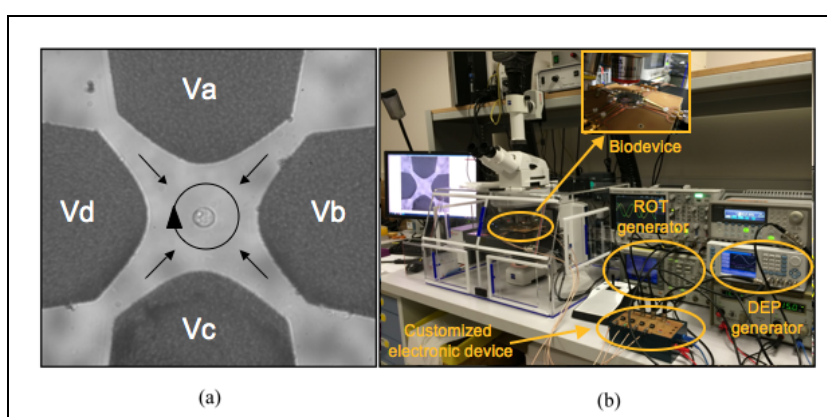 Va
Vd
Vb
Vc
Biodevice
ROT
generator
DEP
generator
Customized
electronic device
(a)
(b)